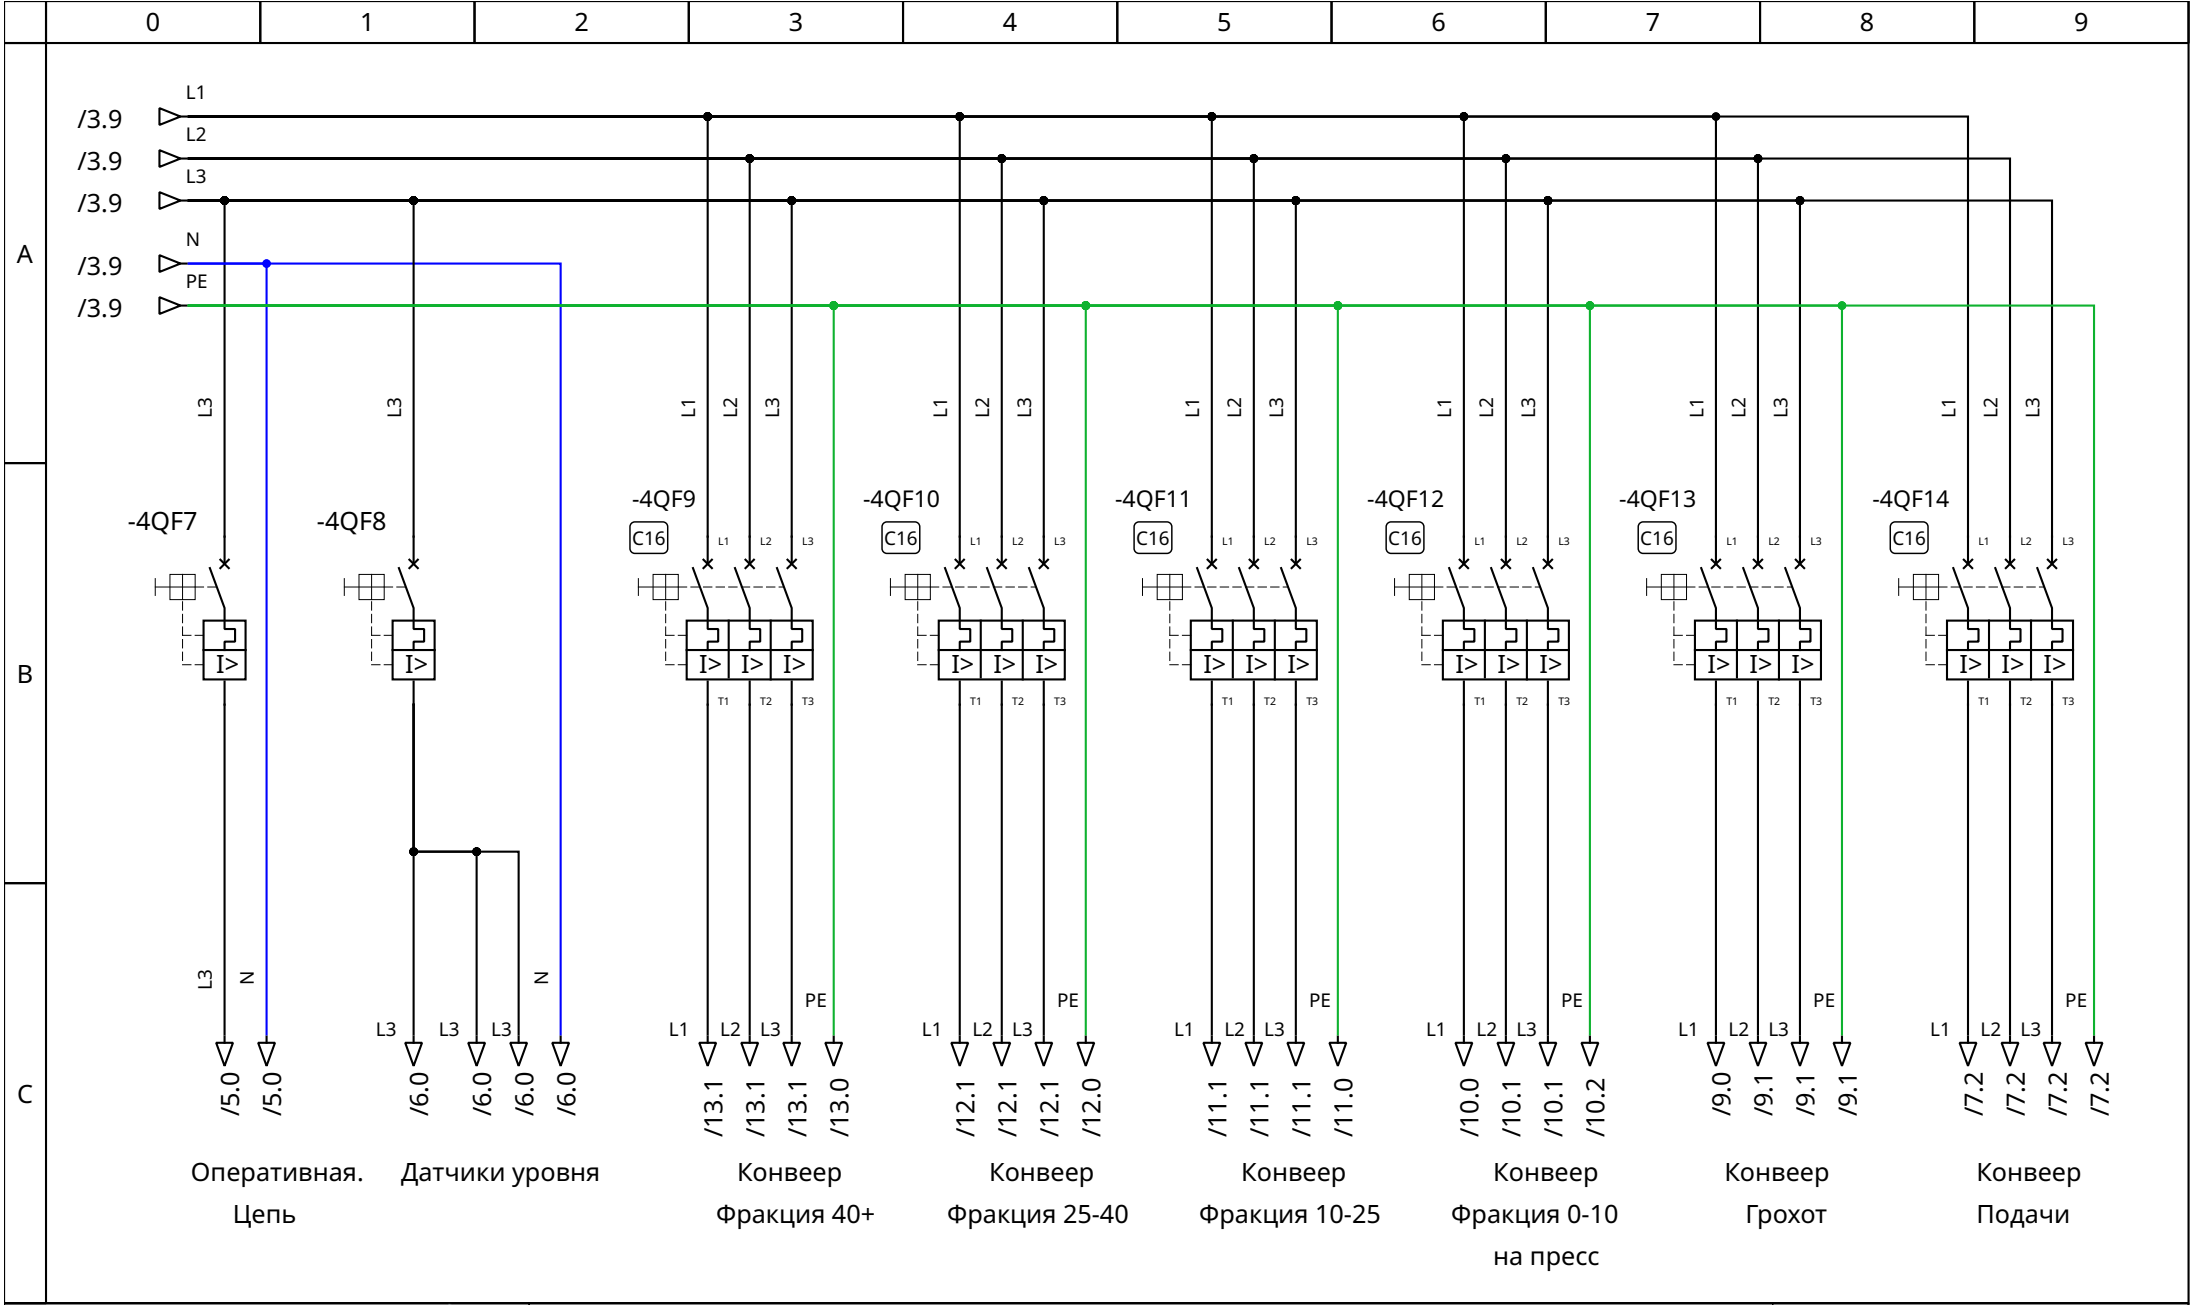 0 1 2 3 4 5 6 7 8 9
L1
/3.9
L2
/3.9
L3
/3.9
A
N
/3.9
PE
/3.9
L3 L3 L1 L2 L3 L1 L2 L3 L1 L2 L3 L1 L2 L3 L1 L2 L3 L1 L2 L3
-4QF9 -4QF10 -4QF11 -4QF12 -4QF13 -4QF14
-4QF7 -4QF8
C16 L1 L2 L3 C16 L1 L2 L3 C16 L1 L2 L3 C16 L1 L2 L3 C16 L1 L2 L3 C16 L1 L2 L3
B
I> I> I> I> I> I> I> I> I> I> I> I> I> I> I> I> I> I> I> I>
T1 T2 T3 T1 T2 T3 T1 T2 T3 T1 T2 T3 T1 T2 T3 T1 T2 T3
L3 N N
PE PE PE PE PE PE
L3 L3 L3 L1 L2 L3 L1 L2 L3 L1 L2 L3 L1 L2 L3 L1 L2 L3 L1 L2 L3
C
/5.0 /5.0 /6.0 /6.0 /6.0 /6.0 /13.1 /13.1 /13.1 /13.0 /12.1 /12.1 /12.1 /12.0 /11.1 /11.1 /11.1 /11.0 /10.0 /10.1 /10.1 /10.2 /9.0 /9.1 /9.1 /9.1 /7.2 /7.2 /7.2 /7.2
Оперативная.
Цепь
Датчики уровня
Конвеер
Фракция 40+
Конвеер
Фракция 25-40
Конвеер
Фракция 10-25
Конвеер
Фракция 0-10
на пресс
Конвеер
Грохот
Конвеер
Подачи